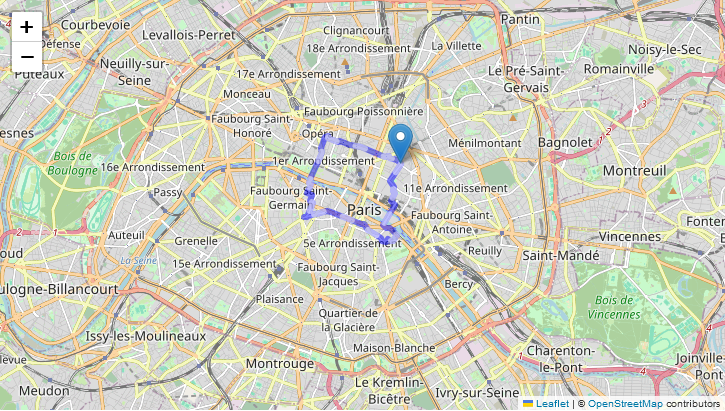 +
−
Courbevoie
Défense
Puteaux
Levallois-Perret
Neuilly-sur-
Seine
Clignancourt
18e Arrondissement
La Villette
Pantin
Noisy-le-Sec
Romainville
Le Pré-Saint-
Gervais
17e Arrondissement
Monceau
Faubourg Poissonnière
Faubourg Saint-
Honoré
Opéra
Ménilmontant
Bagnolet
Montreuil
Bois de
Boulogne
16e Arrondissement
Passy
1er Arrondissement
Faubourg Saint-
Germain
11e Arrondissement
Paris
Faubourg Saint-
Antoine
Auteuil
Grenelle
La-Seine
5e Arrondissement
Reuilly
Vincennes
Saint-Mandé
Fonten
oud
15e Arrondissement
Faubourg Saint-
Jacques
Bercy
ulogne-Billancourt
Plaisance
Bois de
Vincennes
Quartier de
la Glacière
Issy-les-Moulineaux
Maison-Blanche
Montrouge
Charenton-
le-Pont
Joinville-
Pont
Meudon
Le Kremlin-
Bicêtre
Ivry-sur-Seine
Leaflet | © OpenStreetMap contributors